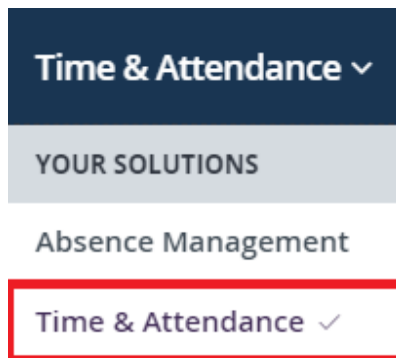 Time & Attendance
YOUR SOLUTIONS
Absence Management
Time & Attendance